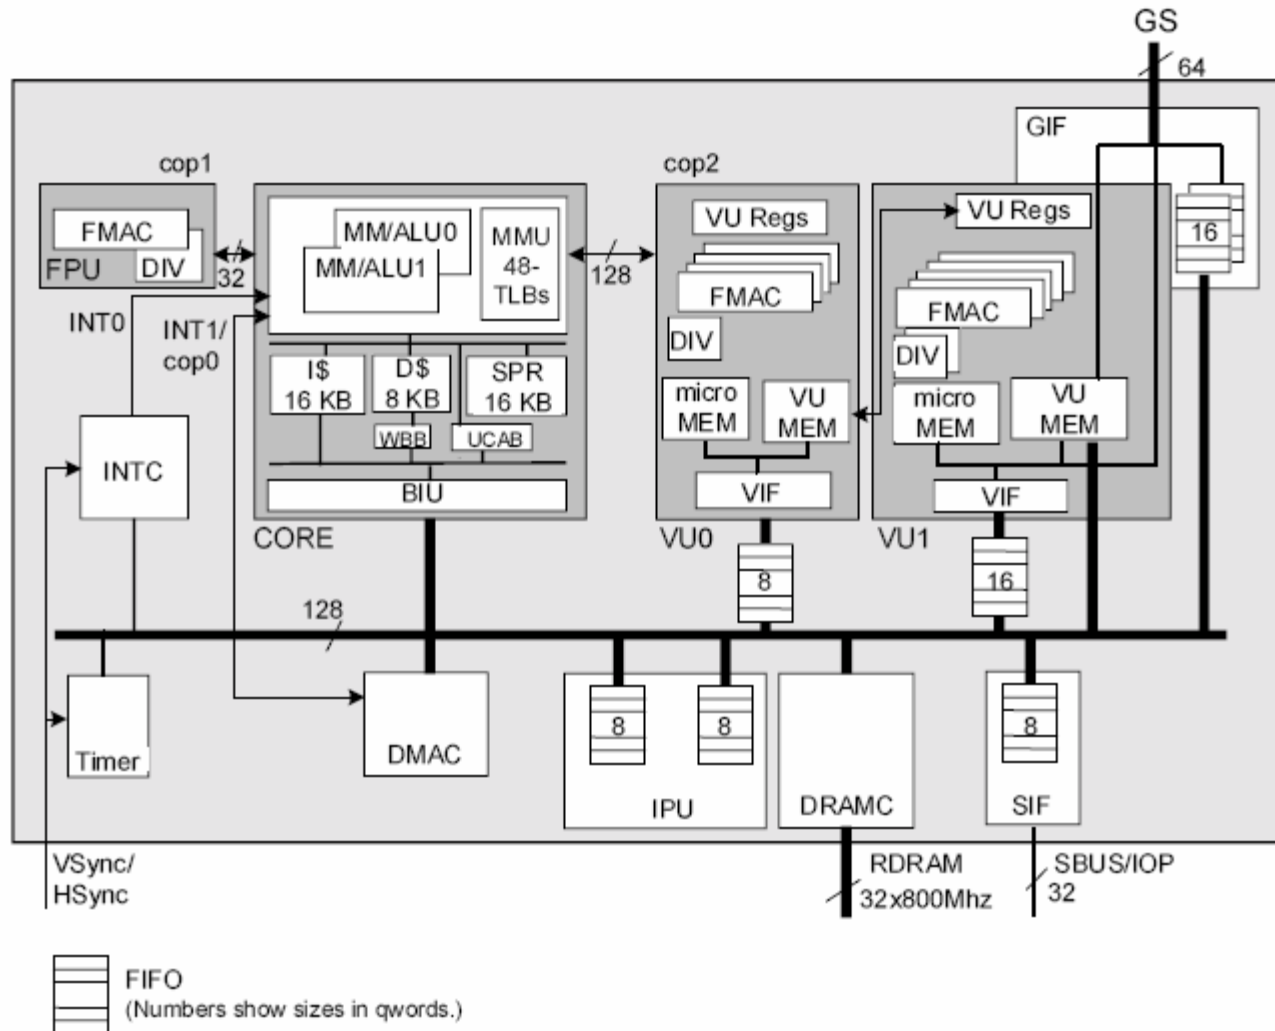 GS
64
GIF
16
cop1
FMAC
DIV
FPU
32
MM/ALU0
MM/ALU1
MMU
48-
TLBs
128
cop2
VU Regs
FMAC
DIV
micro
MEM
VU
MEM
VIF
VU0
VU Regs
FMAC
DIV
micro
MEM
VU
MEM
VIF
VU1
INT0
INT1/
cop0
I$
16 KB
D$
8 KB
SPR
16 KB
WBB
UCAB
BIU
CORE
INTC
8
16
128
Timer
DMAC
8
8
IPU
DRAMC
8
SIF
VSync/
HSync
RDRAM
32x800Mhz
SBUS/IOP
32
FIFO
(Numbers show sizes in qwords.)